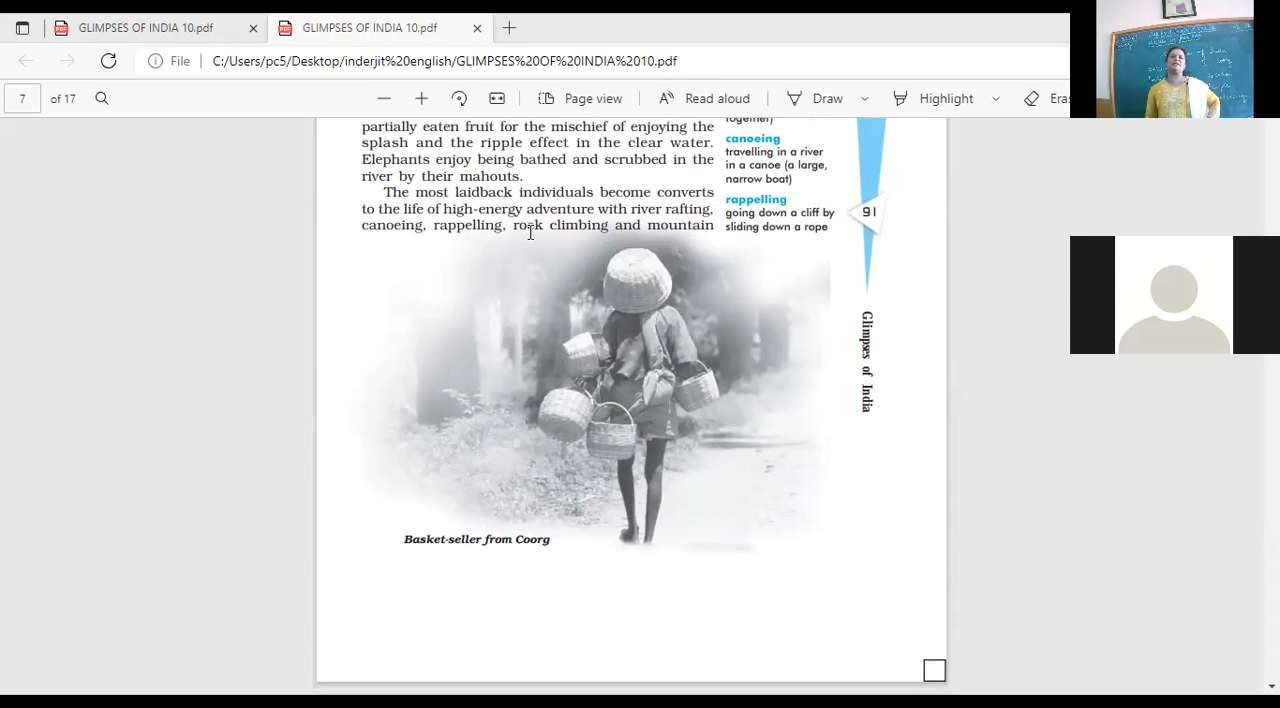 GLIMPSES OF INDIA 10.pdf
GLIMPSES OF INDIA 10.pdf
File
C:/Users/pc5/Desktop/inderjit%20english/GLIMPSES%20OF%20INDIA%2010.pdf
7 of 17
Page view
Read aloud
Draw
Highlight
Eras
together)
partially eaten fruit for the mischief of enjoying the
splash and the ripple effect in the clear water.
Elephants enjoy being bathed and scrubbed in the
river by their mahouts.
The most laidback individuals become converts
to the life of high-energy adventure with river rafting,
canoeing, rappelling, rock climbing and mountain
canoeing
travelling in a river
in a canoe (a large,
narrow boat)
rappelling
going down a cliff by
sliding down a rope
91
Glimpses of India
Basket-seller from Coorg